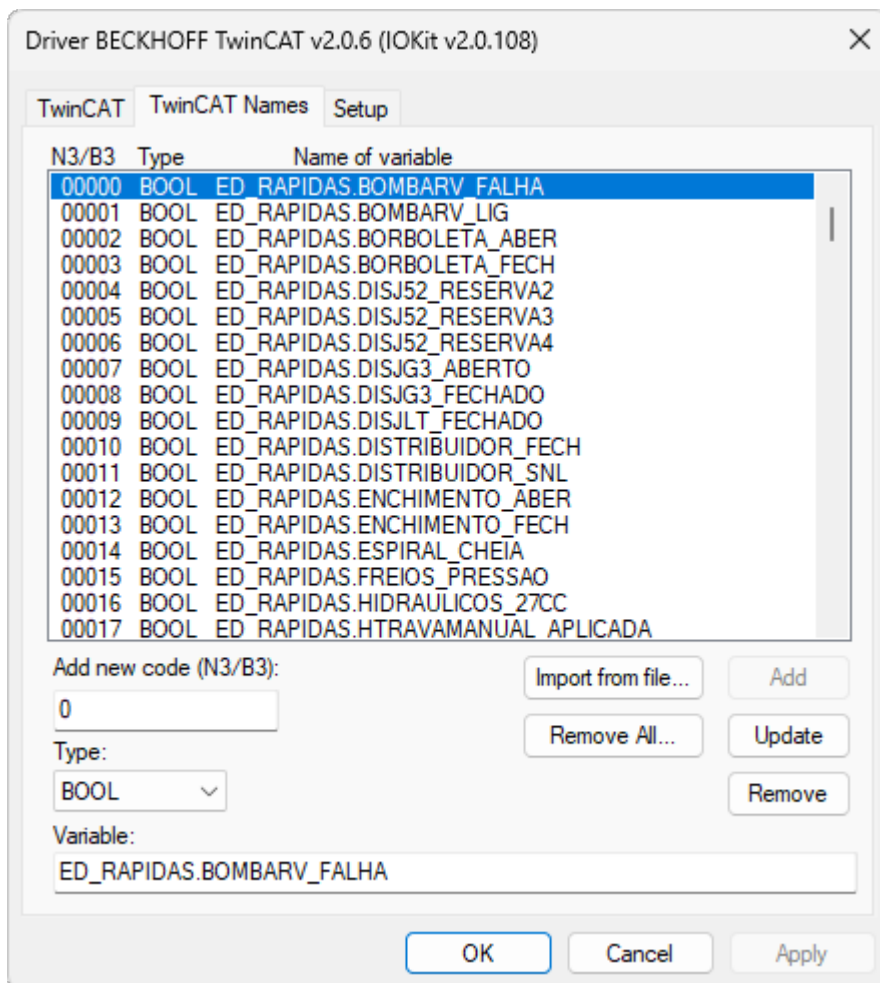 Driver BECKHOFF TwinCAT v2.0.6 (IOKit v2.0.108)
TwinCAT TwinCAT Names Setup
N3/B3 Type Name of variable
00000 BOOL ED_RAPIDAS.BOMBARV_FALHA
00001 BOOL ED_RAPIDAS.BOMBARV_LIG
00002 BOOL ED_RAPIDAS.BORBOLETA_ABER
00003 BOOL ED_RAPIDAS.BORBOLETA_FECH
00004 BOOL ED_RAPIDAS.DISJ52_RESERVA2
00005 BOOL ED_RAPIDAS.DISJ52_RESERVA3
00006 BOOL ED_RAPIDAS.DISJ52_RESERVA4
00007 BOOL ED_RAPIDAS.DISJG3_ABERTO
00008 BOOL ED_RAPIDAS.DISJG3_FECHADO
00009 BOOL ED_RAPIDAS.DISJLT_FECHADO
00010 BOOL ED_RAPIDAS.DISTRIBUIDOR_FECH
00011 BOOL ED_RAPIDAS.DISTRIBUIDOR_SNL
00012 BOOL ED_RAPIDAS.ENCHIMENTO_ABER
00013 BOOL ED_RAPIDAS.ENCHIMENTO_FECH
00014 BOOL ED_RAPIDAS.ESPIRAL_CHEIA
00015 BOOL ED_RAPIDAS.FREIOS_PRESSAO
00016 BOOL ED_RAPIDAS.HIDRAULICOS_27CC
00017 BOOL ED_RAPIDAS.HTRAVAMANUAL_APLICADA
Add new code (N3/B3):
Import from file... Add
0
Remove All... Update
Type:
BOOL
Remove
Variable:
ED_RAPIDAS.BOMBARV_FALHA
OK Cancel Apply